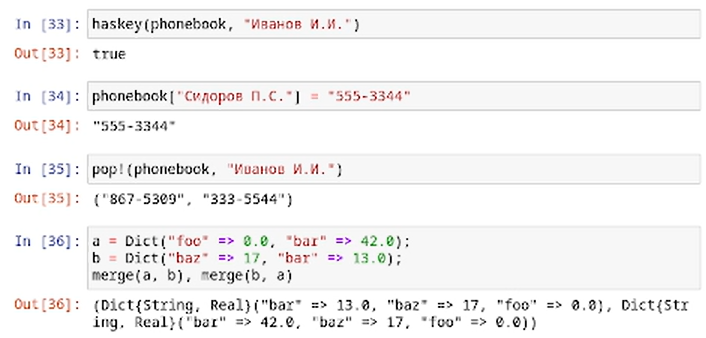 In [33]: haskey(phonebook, "Иванов И.И.")
Out[33]: true
In [34]: phonebook["Сидоров П.С."] = "555-3344"
Out[34]: "555-3344"
In [35]: pop!(phonebook, "Иванов И.И.")
Out[35]: ("867-5309", "333-5544")
In [36]: a = Dict("foo" => 0.0, "bar" => 42.0);
b = Dict("baz" => 17, "bar" => 13.0);
merge(a, b), merge(b, a)
Out[36]: (Dict{String, Real}("bar" => 13.0, "baz" => 17, "foo" => 0.0), Dict{Str
ing, Real}("bar" => 42.0, "baz" => 17, "foo" => 0.0))